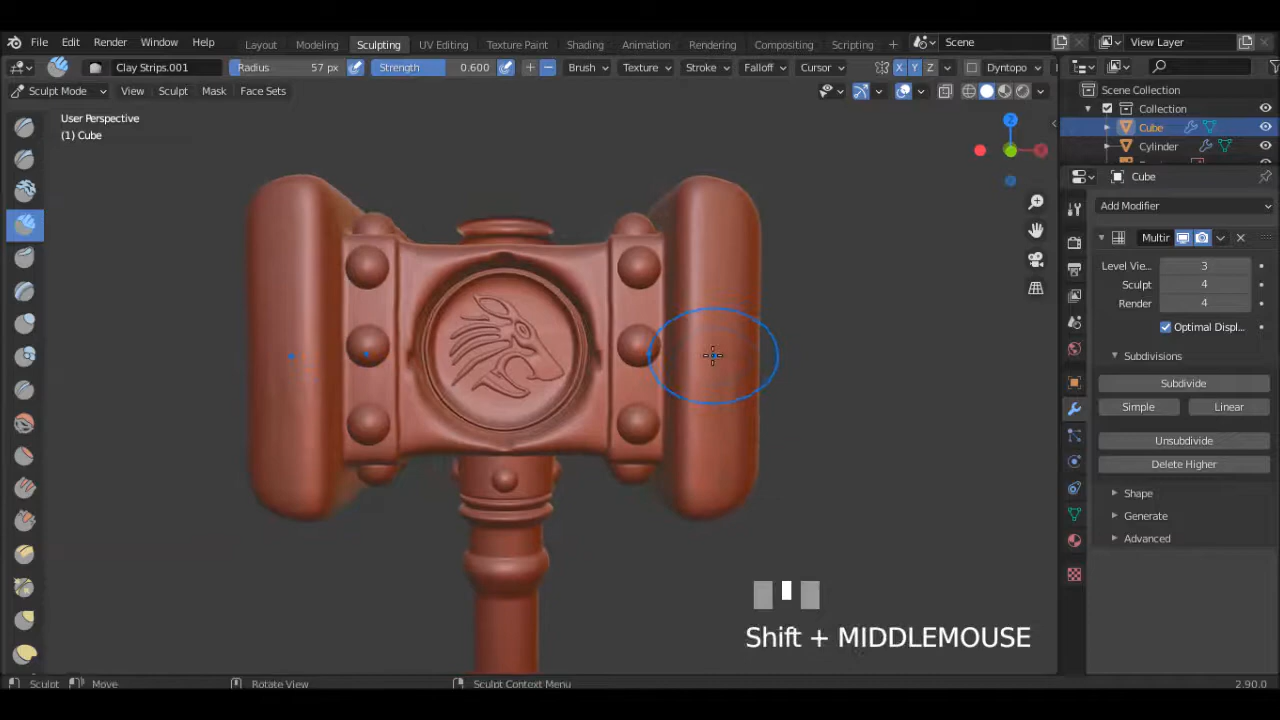 File Edit Render Window Help Layout Modeling Sculpting UV Editing Texture Paint Shading Animation Rendering Compositing Scripting + Scene View Layer
Clay Strips.001 Radius 57 px Strength 0.600 Brush Texture Stroke Falloff Cursor X Y Z Dyntopo
Sculpt Mode View Sculpt Mask Face Sets
Scene Collection
Collection
Cube
Cylinder
User Perspective
(1) Cube
Z
Cube
Add Modifier
Multir
Level Vie... 3
Sculpt 4
Render 4
Optimal Displ...
Subdivisions
Subdivide
Simple Linear
Unsubdivide
Delete Higher
Shape
Generate
Advanced
Shift + MIDDLEMOUSE
Sculpt Move Rotate View Sculpt Context Menu 2.90.0